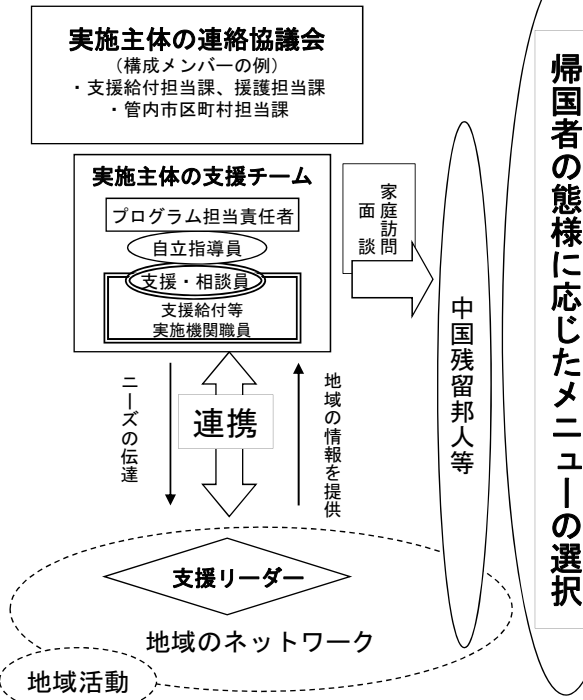 実施主体の連絡協議会
（構成メンバーの例）
・支援給付担当課、援護担当課
・管内市区町村担当課
実施主体の支援チーム
プログラム担当責任者
自立指導員
支援・相談員
支援給付等
実施機関職員
家庭訪問
面談
中国残留邦人等
帰国者の態様に応じたメニューの選択
ニーズの伝達
連携
地域の情報を提供
支援リーダー
地域のネットワーク
地域活動